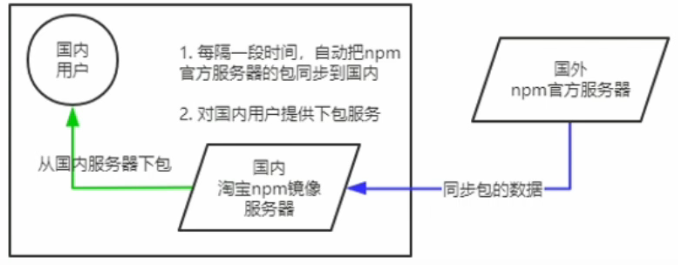 国内
用户
1. 每隔一段时间，自动把npm
官方服务器的包同步到国内
2. 对国内用户提供下包服务
国外
npm官方服务器
从国内服务器下包
国内
淘宝npm镜像
服务器
同步包的数据